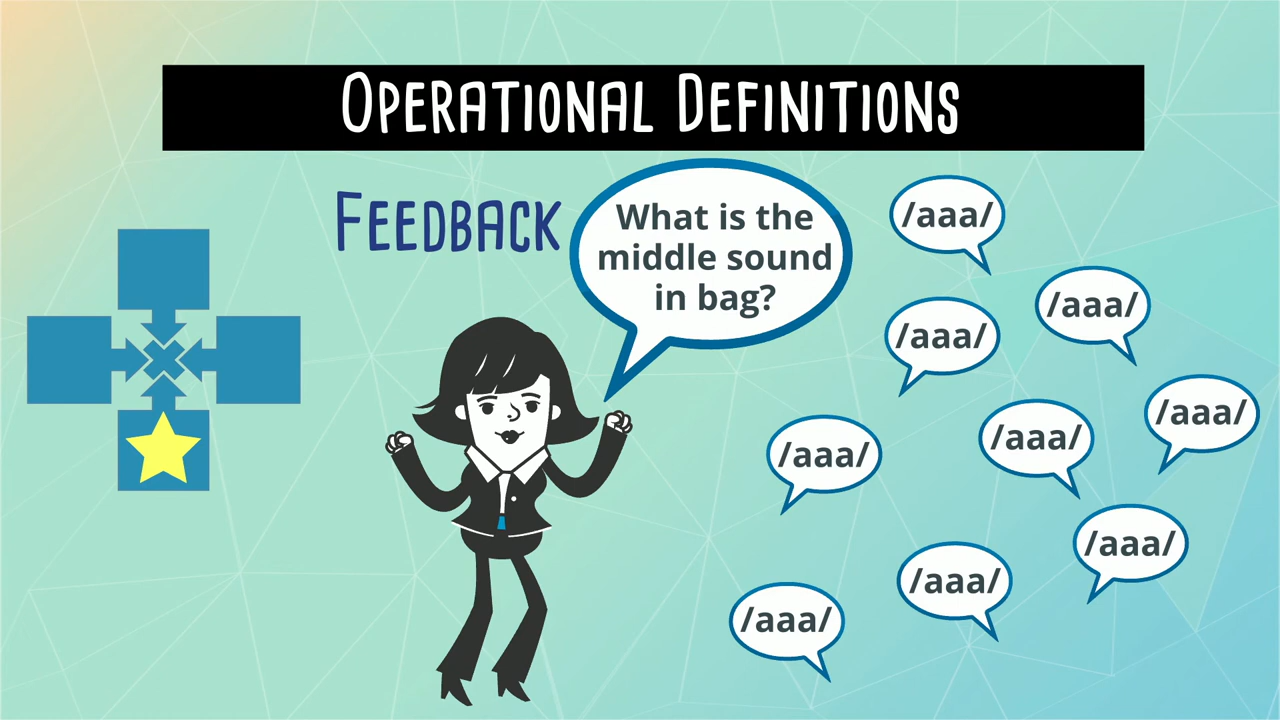 OPERATIONAL DEFINITIONS
FEEDBACK
What is the
middle sound
in bag?
/aaa/
/aaa/
/aaa/
/aaa/
/aaa/
/aaa/
/aaa/
/aaa/
/aaa/